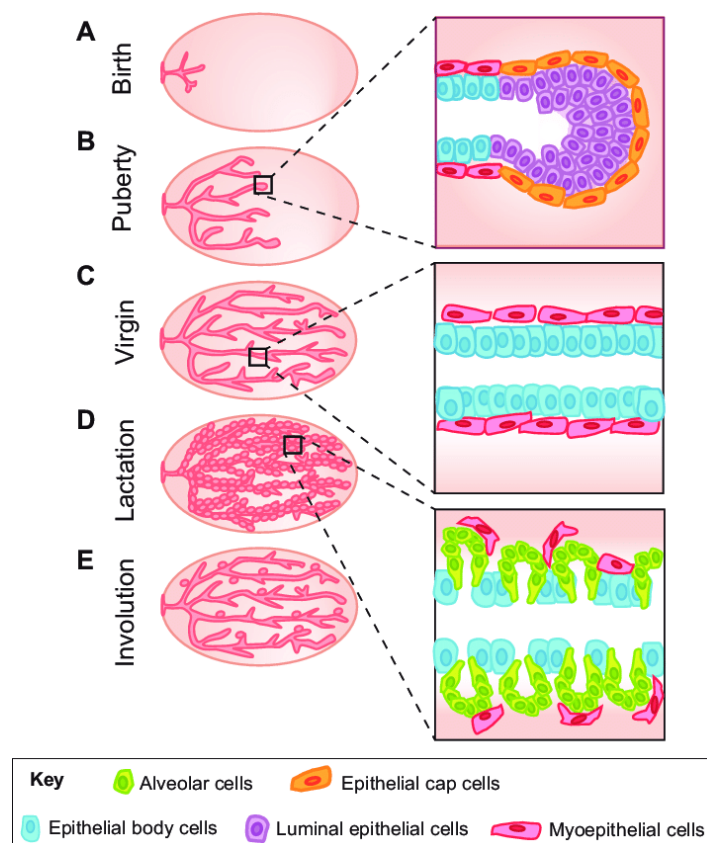 A
Birth
B
Puberty
C
Virgin
D
Lactation
E
Involution
Key
Alveolar cells
Epithelial cap cells
Epithelial body cells
Luminal epithelial cells
Myoepithelial cells